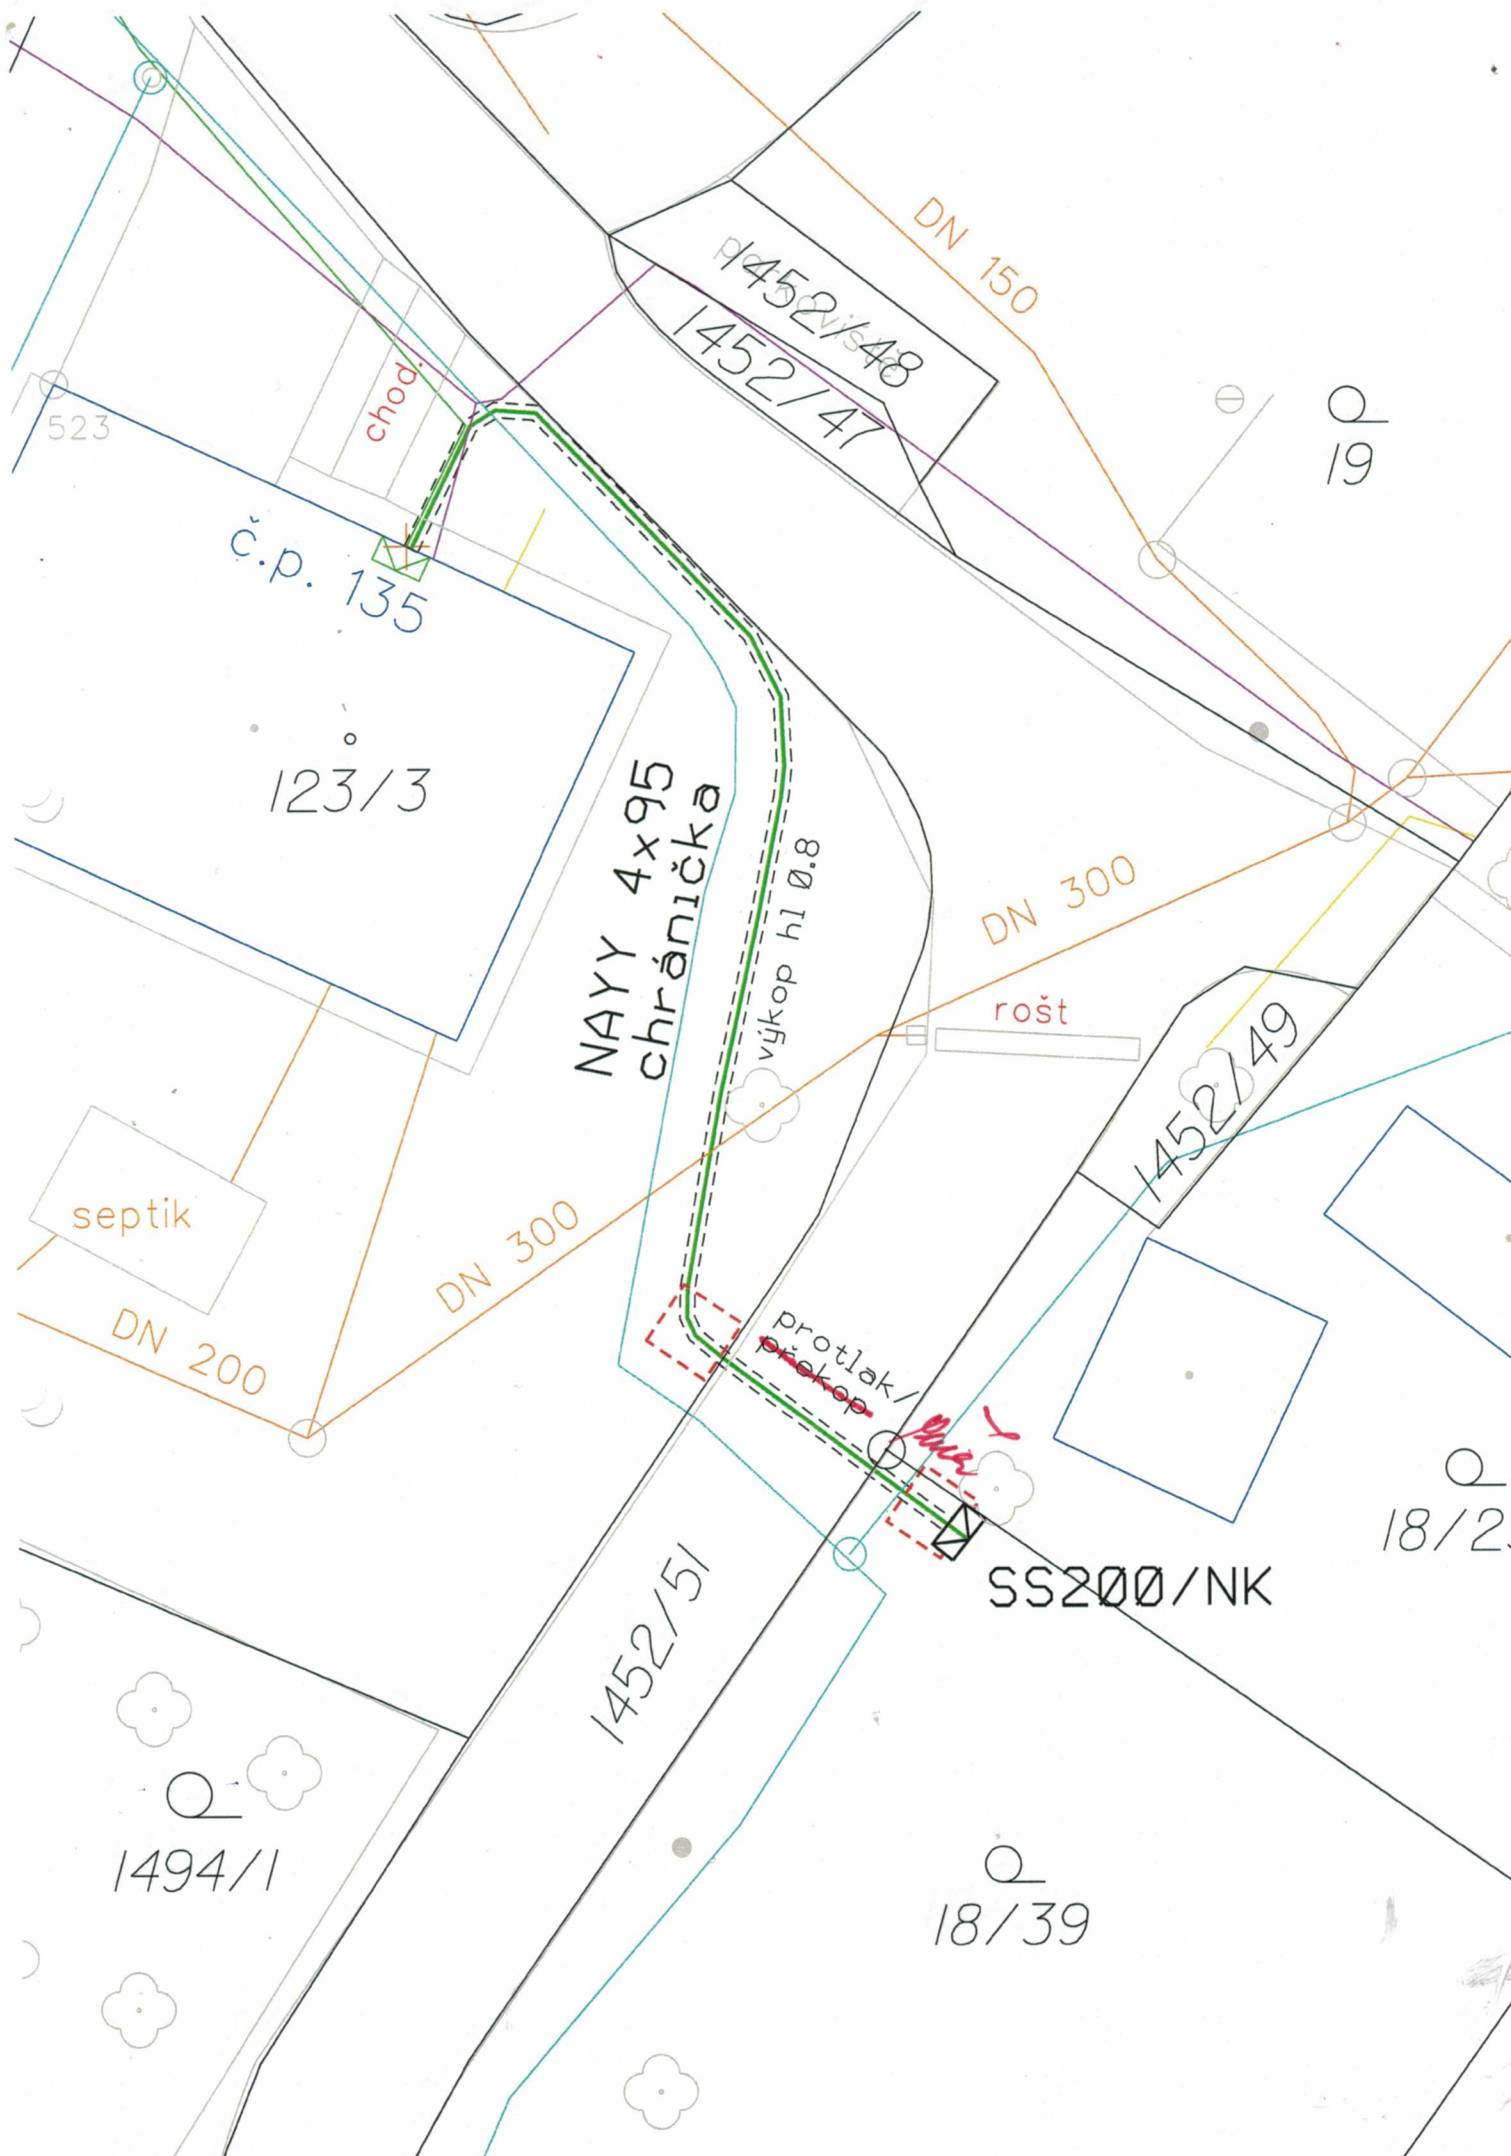 DN 150
parkoviště
1452/48
1452/47
19
chod.
523
č.p. 135
123/3
NAYY 4x95
chránička
výkop hl 0.8
DN 300
rošt
1452/49
septik
DN 300
DN 200
protlak/
překop
18/2
SS200/NK
1452/51
1494/1
18/39